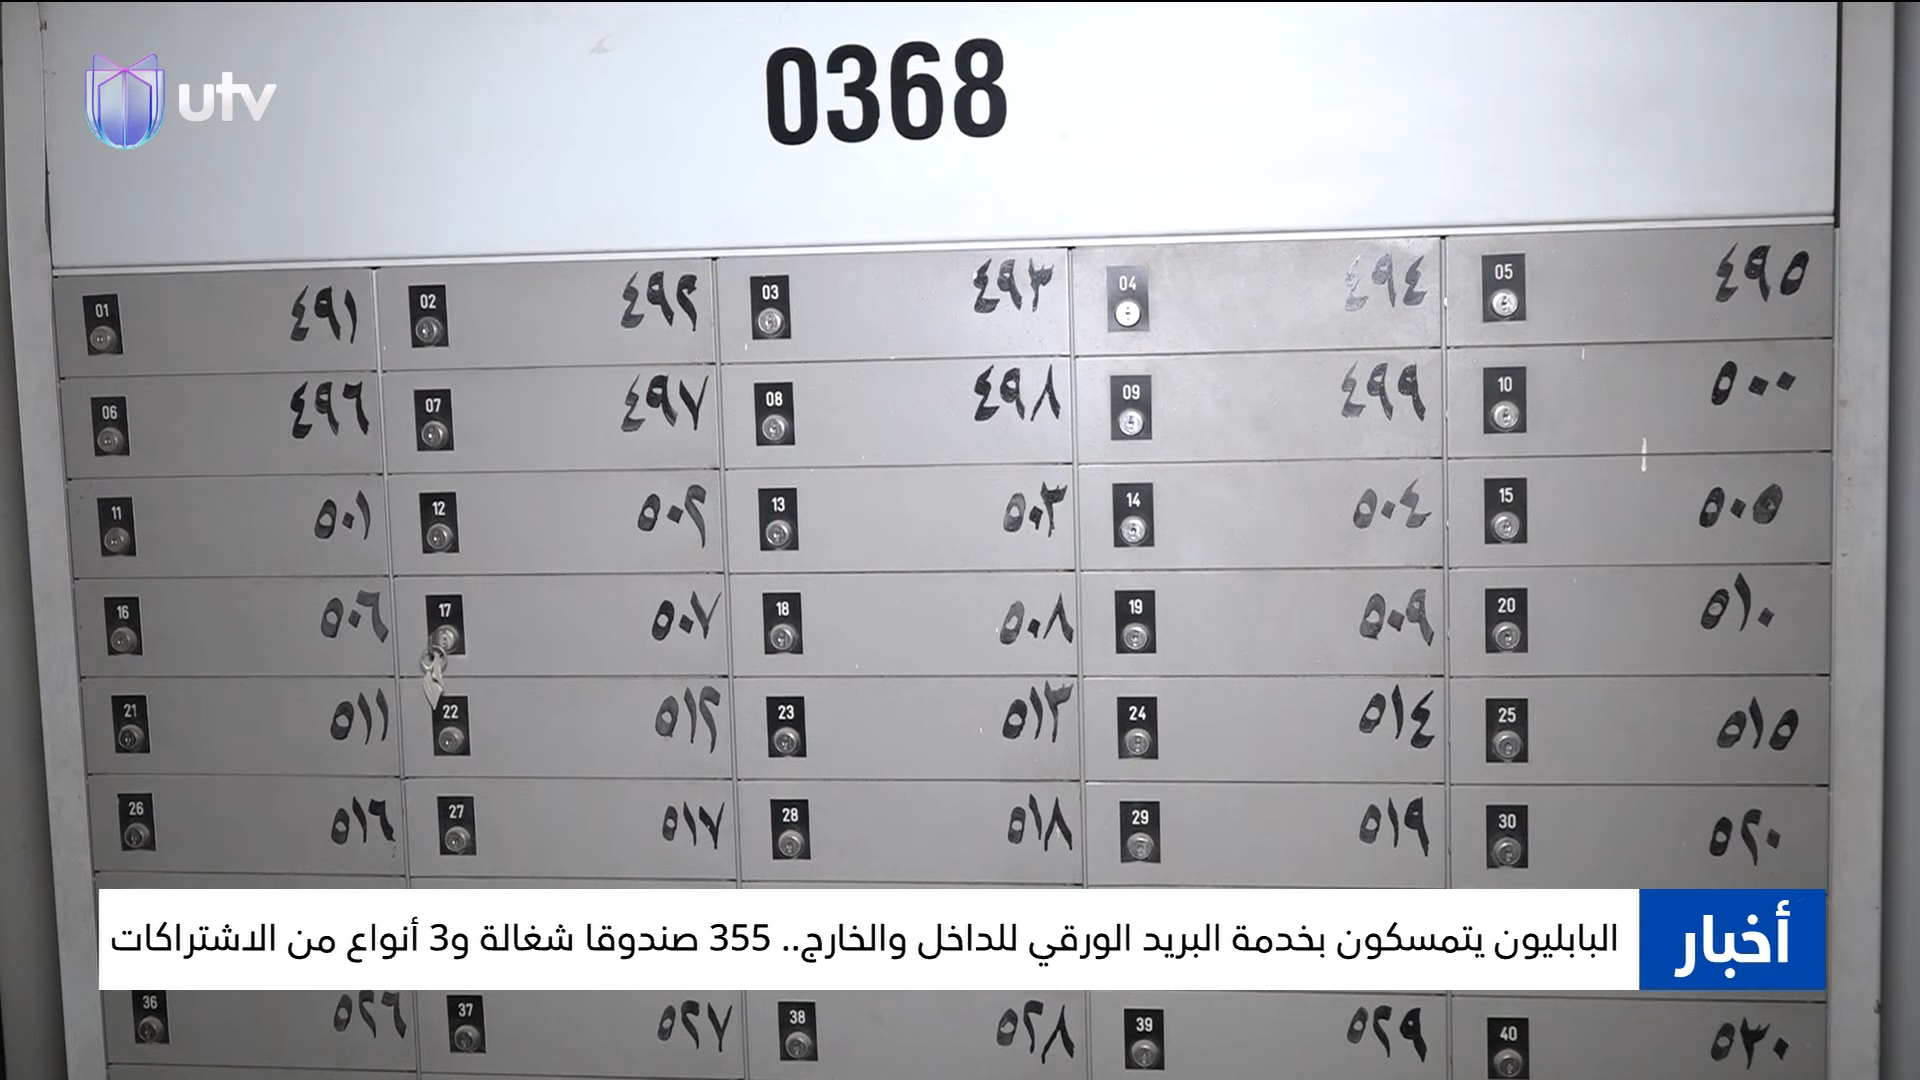 utv
0368
01 ٤٩١ 02 ٤٩٢ 03 ٤٩٣ 04 ٤٩٤ 05 ٤٩٥
06 ٤٩٦ 07 ٤٩٧ 08 ٤٩٨ 09 ٤٩٩ 10 ٥٠٠
11 ٥٠١ 12 ٥٠٢ 13 ٥٠٣ 14 ٥٠٤ 15 ٥٠٥
16 ٥٠٦ 17 ٥٠٧ 18 ٥٠٨ 19 ٥٠٩ 20 ٥١٠
21 ٥١١ 22 ٥١٢ 23 ٥١٣ 24 ٥١٤ 25 ٥١٥
26 ٥١٦ 27 ٥١٧ 28 ٥١٨ 29 ٥١٩ 30 ٥٢٠
أخبار
البابليون يتمسكون بخدمة البريد الورقي للداخل والخارج.. 355 صندوقا شغالة و3 أنواع من الاشتراكات
36 ٥٢٦ 37 ٥٢٧ 38 ٥٢٨ 39 ٥٢٩ 40 ٥٣٠